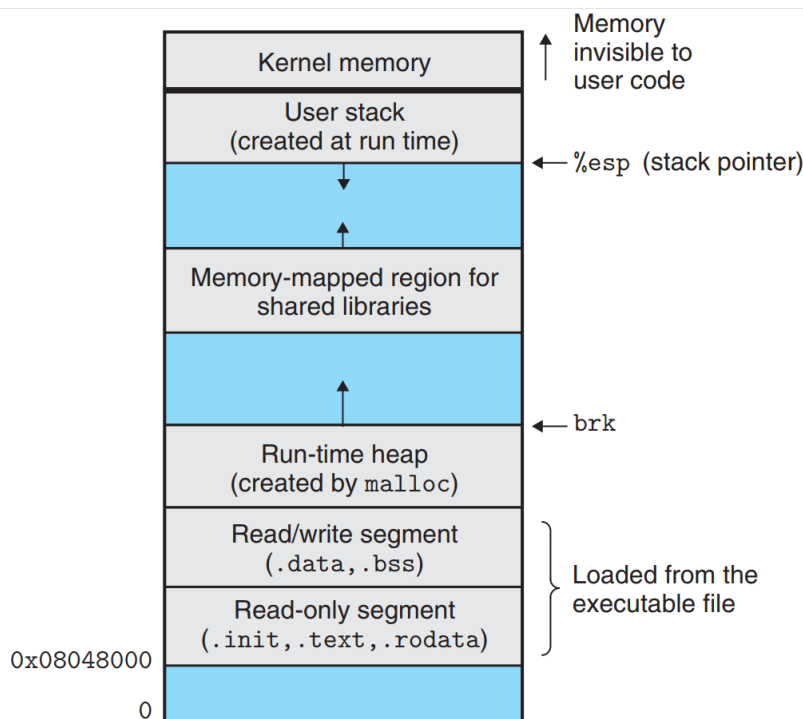 Memory
invisible to
user code
Kernel memory
User stack
(created at run time)
%esp (stack pointer)
Memory-mapped region for
shared libraries
brk
Run-time heap
(created by malloc)
Read/write segment
(.data,.bss)
Loaded from the
executable file
Read-only segment
(.init,.text,.rodata)
0x08048000
0